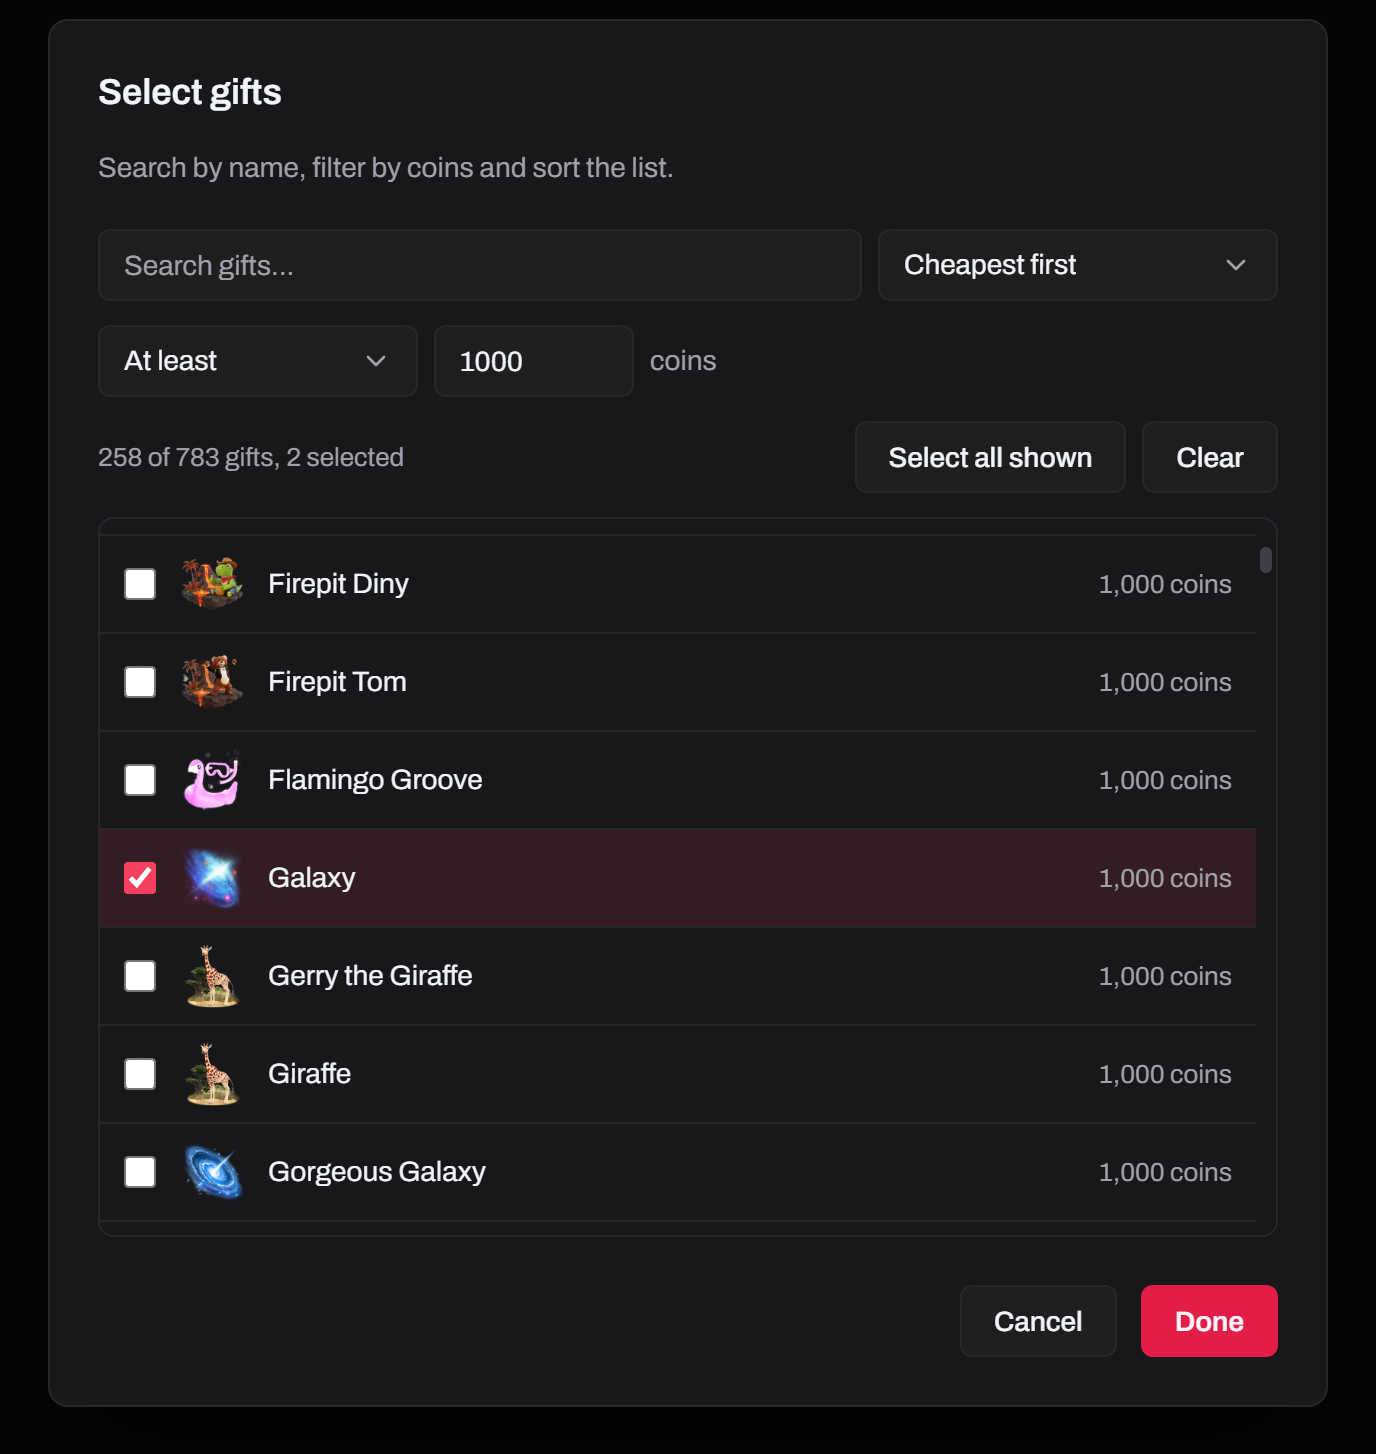 Select gifts
Search by name, filter by coins and sort the list.
Search gifts...
Cheapest first
At least
1000
coins
258 of 783 gifts, 2 selected
Select all shown
Clear
Firepit Diny
1,000 coins
Firepit Tom
1,000 coins
Flamingo Groove
1,000 coins
Galaxy
1,000 coins
Gerry the Giraffe
1,000 coins
Giraffe
1,000 coins
Gorgeous Galaxy
1,000 coins
Cancel
Done